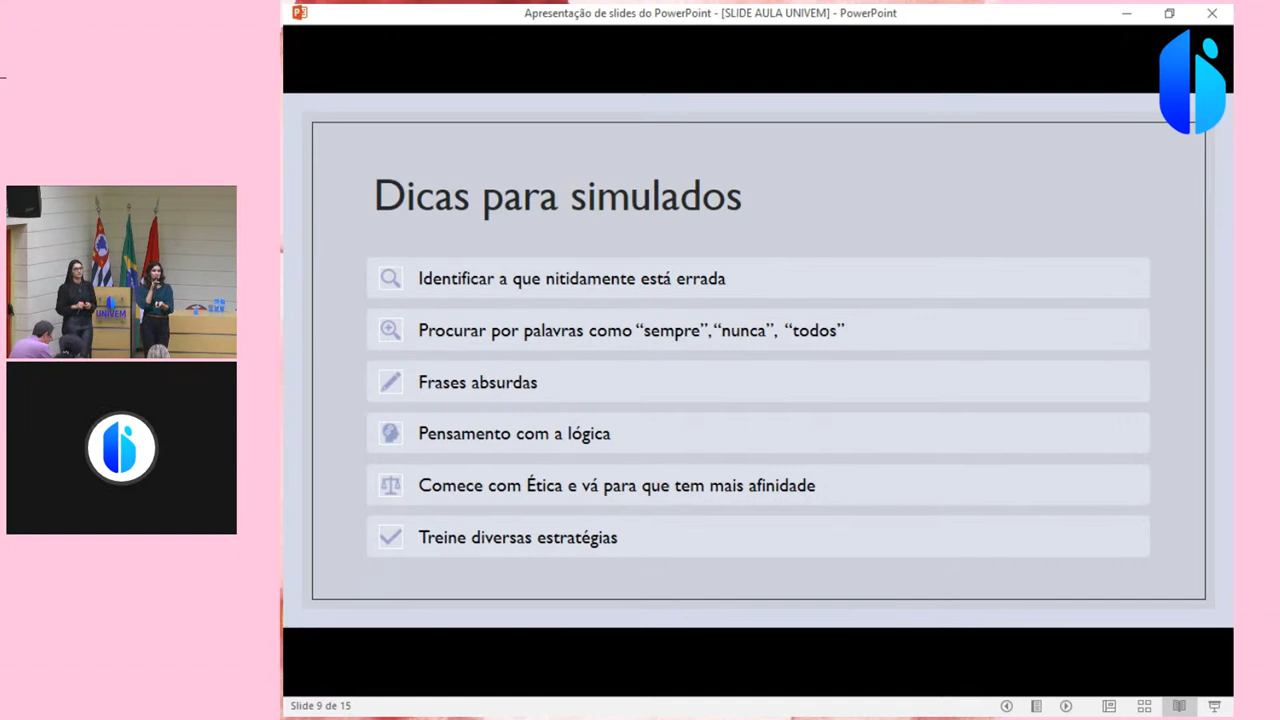 Apresentação de slides do PowerPoint - [SLIDE AULA UNIVEM] - PowerPoint
Dicas para simulados
Identificar a que nitidamente está errada
Procurar por palavras como “sempre”, “nunca”, “todos”
Frases absurdas
Pensamento com a lógica
Comece com Ética e vá para que tem mais afinidade
Treine diversas estratégias
UNIVEM
Slide 9 de 15